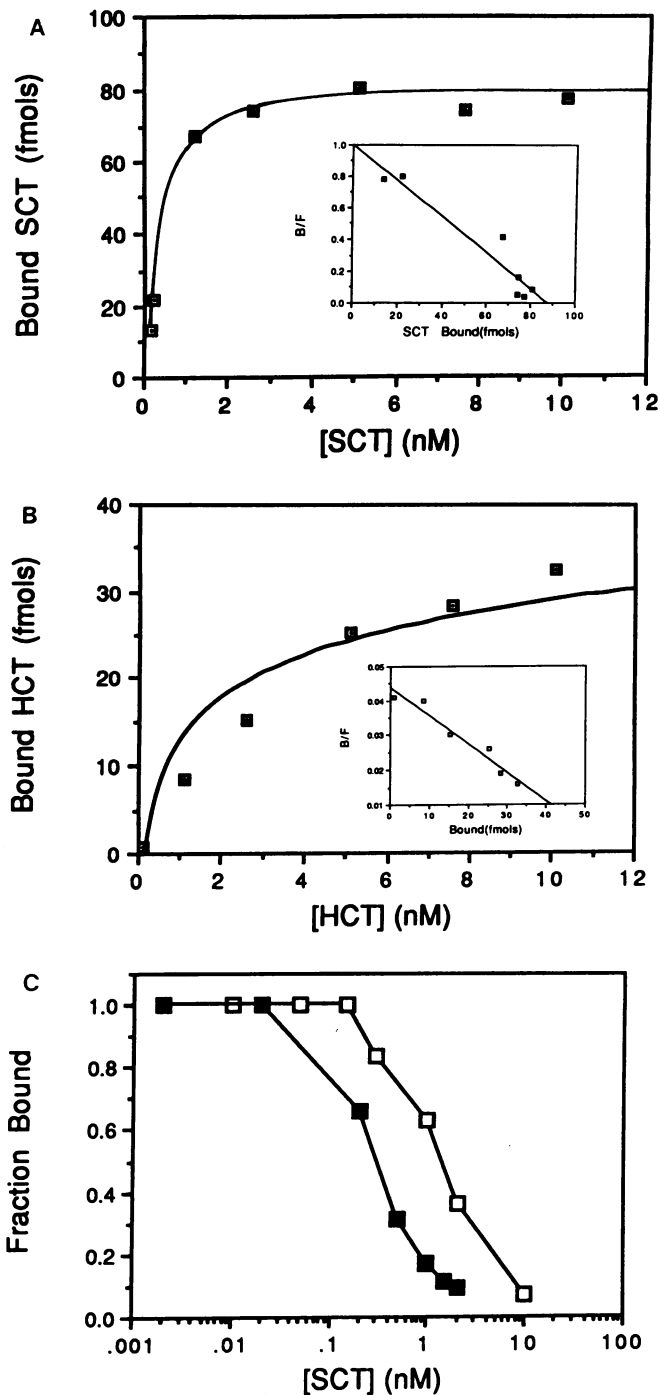 A
Bound SCT (fmols)
100
80
60
40
20
0
B/F
1.0
0.8
0.6
0.4
0.2
0.0
0 20 40 60 80 100
SCT Bound(fmols)
0 2 4 6 8 10 12
[SCT] (nM)
B
Bound HCT (fmols)
40
30
20
10
0
B/F
0.05
0.04
0.03
0.02
0.01
0 10 20 30 40 50
Bound(fmols)
0 2 4 6 8 10 12
[HCT] (nM)
C
Fraction Bound
1.0
0.8
0.6
0.4
0.2
0.0
.001 .01 .1 1 10 100
[SCT] (nM)